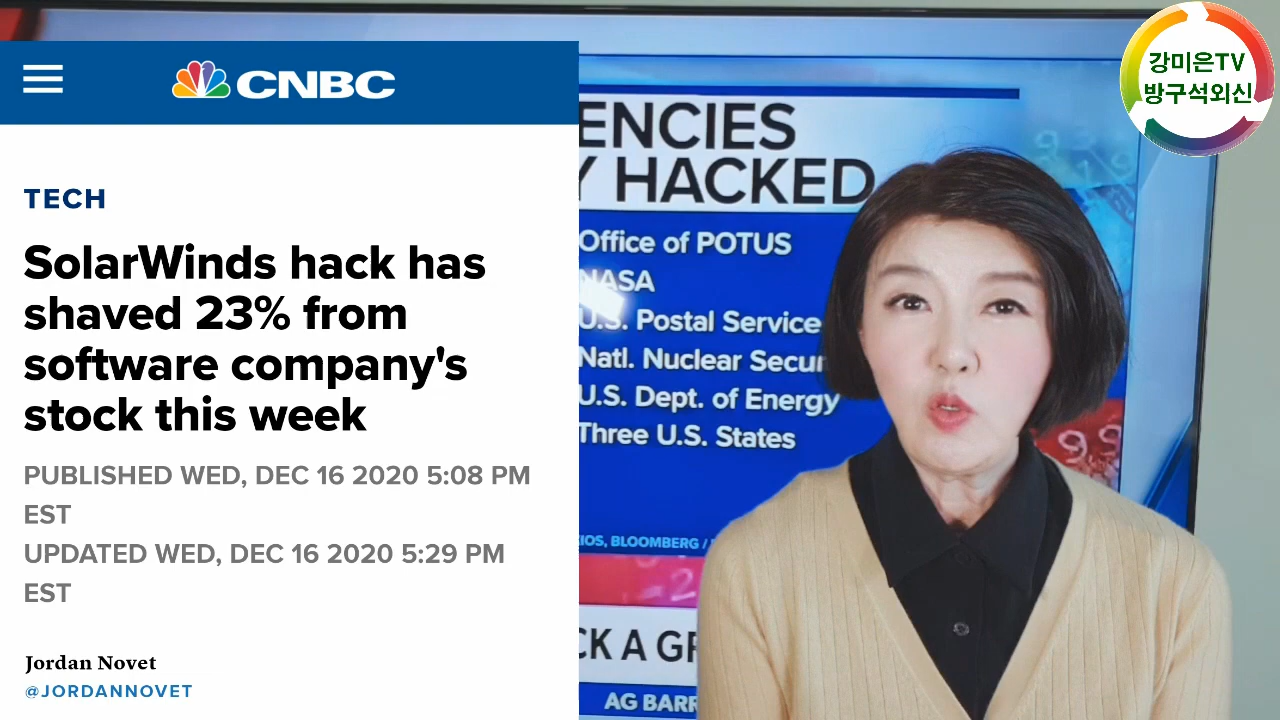 CNBC
TECH
SolarWinds hack has
shaved 23% from
software company's
stock this week
PUBLISHED WED, DEC 16 2020 5:08 PM
EST
UPDATED WED, DEC 16 2020 5:29 PM
EST
Jordan Novet
@JORDANNOVET
ENCIES
Y HACKED
Office of POTUS
NASA
U.S. Postal Service
Natl. Nuclear Secur
U.S. Dept. of Energy
Three U.S. States
IOS, BLOOMBERG /
CK A GR
AG BARR
강미은TV
방구석외신